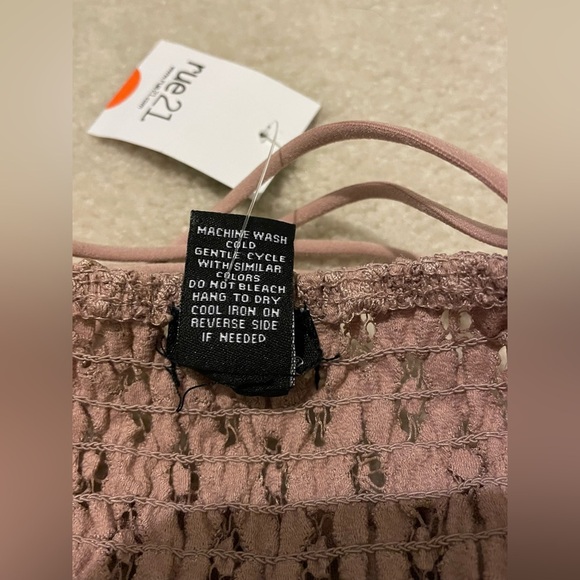 rue21
MACHINE WASH
COLD
GENTLE CYCLE
WITH SIMILAR
COLORS
DO NOT BLEACH
HANG TO DRY
COOL IRON ON
REVERSE SIDE
IF NEEDED